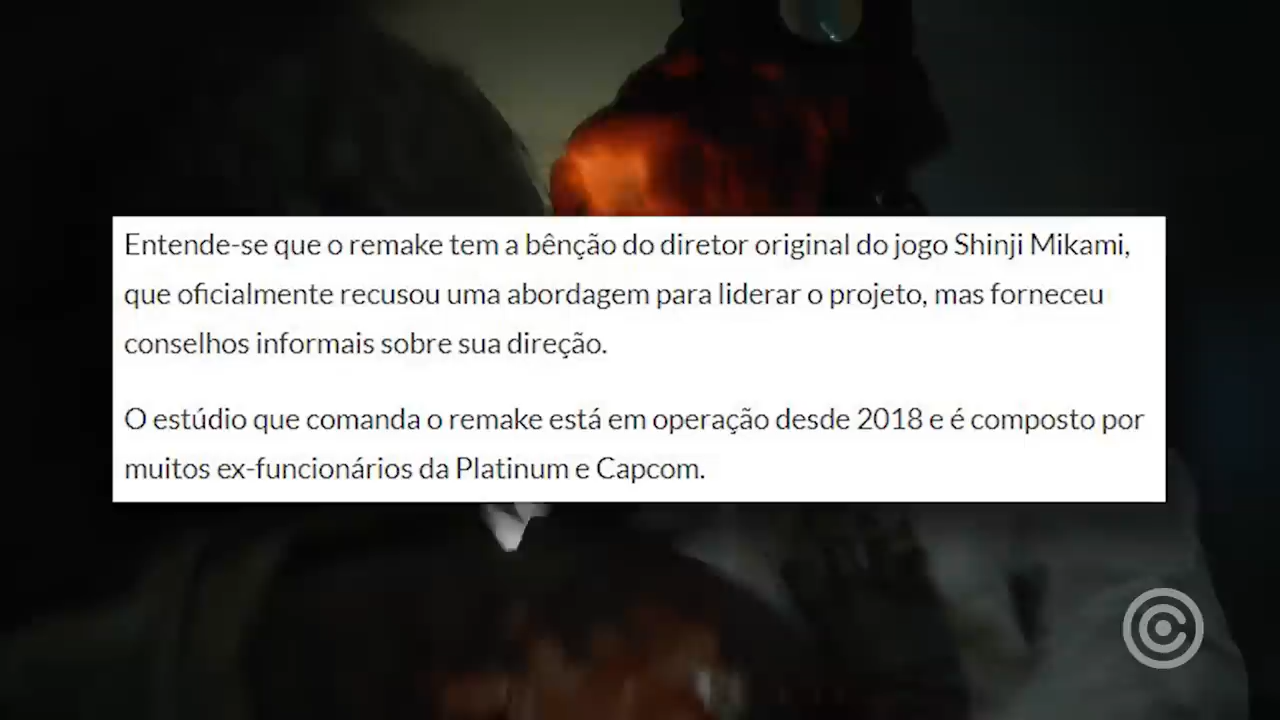 Entende-se que o remake tem a bênção do diretor original do jogo Shinji Mikami,
que oficialmente recusou uma abordagem para liderar o projeto, mas forneceu
conselhos informais sobre sua direção.
O estúdio que comanda o remake está em operação desde 2018 e é composto por
muitos ex-funcionários da Platinum e Capcom.